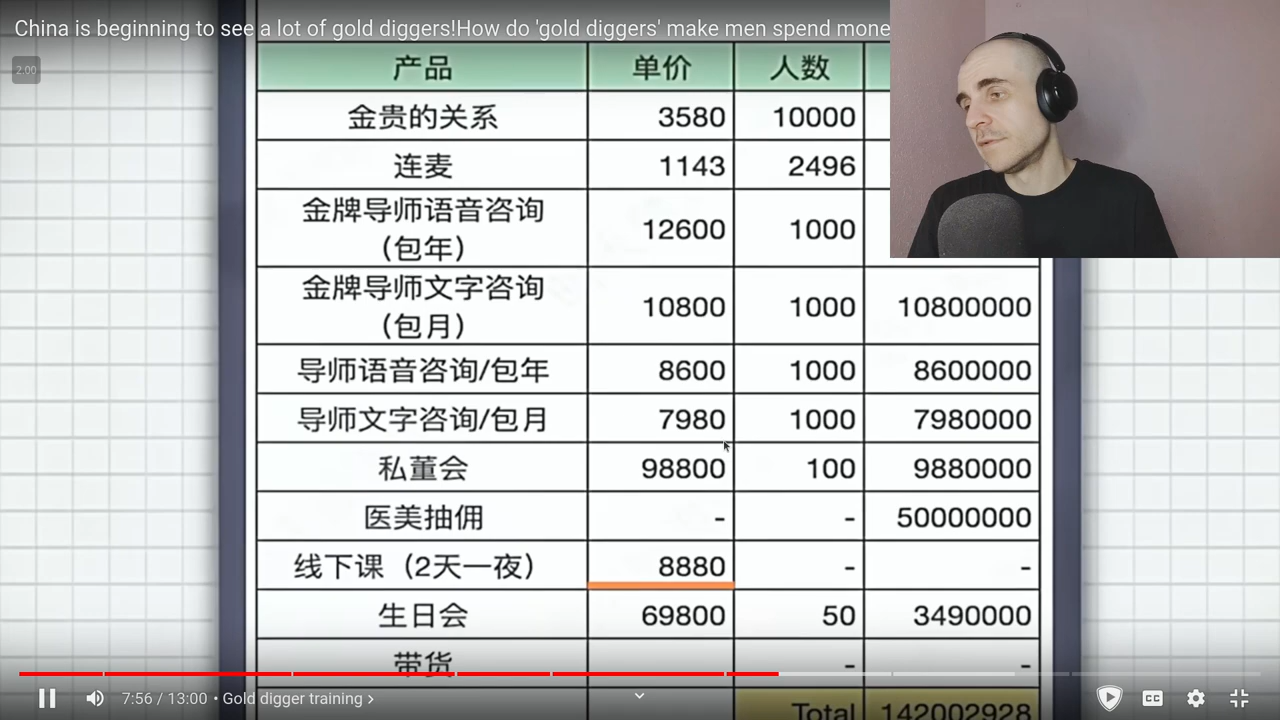 China is beginning to see a lot of gold diggers!How do 'gold diggers' make men spend mone
2.00
产品 单价 人数
金贵的关系 3580 10000
连麦 1143 2496
金牌导师语音咨询
（包年） 12600 1000
金牌导师文字咨询
（包月） 10800 1000 10800000
导师语音咨询/包年 8600 1000 8600000
导师文字咨询/包月 7980 1000 7980000
私董会 98800 100 9880000
医美抽佣 - - 50000000
线下课（2天一夜） 8880 - -
生日会 69800 50 3490000
带货 - -
7:56 / 13:00 • Gold digger training >
CC
Total 142002928